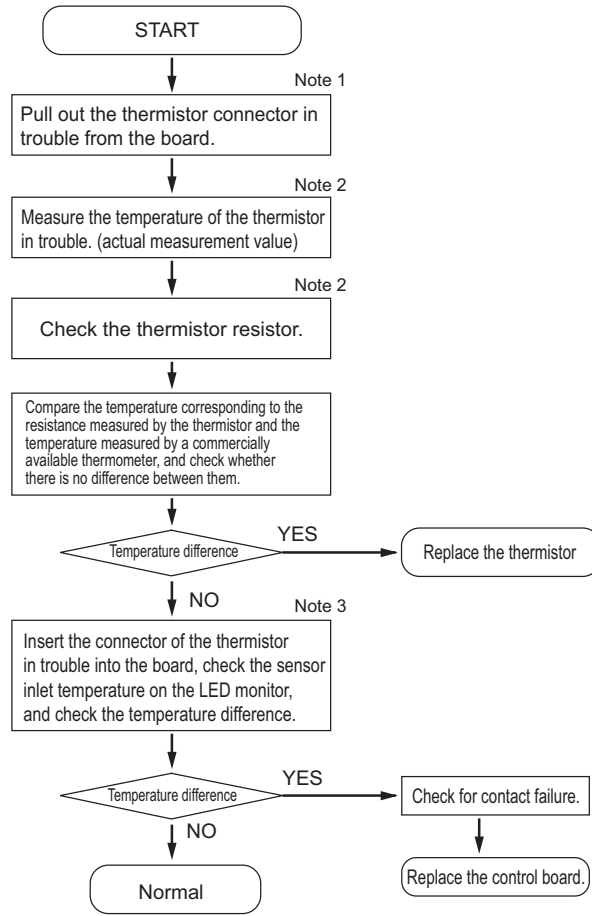 START
Note 1
Pull out the thermistor connector in
trouble from the board.
Note 2
Measure the temperature of the thermistor
in trouble. (actual measurement value)
Note 2
Check the thermistor resistor.
Compare the temperature corresponding to the
resistance measured by the thermistor and the
temperature measured by a commercially
available thermometer, and check whether
there is no difference between them.
Temperature difference
YES
Replace the thermistor
NO
Note 3
Insert the connector of the thermistor
in trouble into the board, check the sensor
inlet temperature on the LED monitor,
and check the temperature difference.
Temperature difference
YES
Check for contact failure.
NO
Replace the control board.
Normal